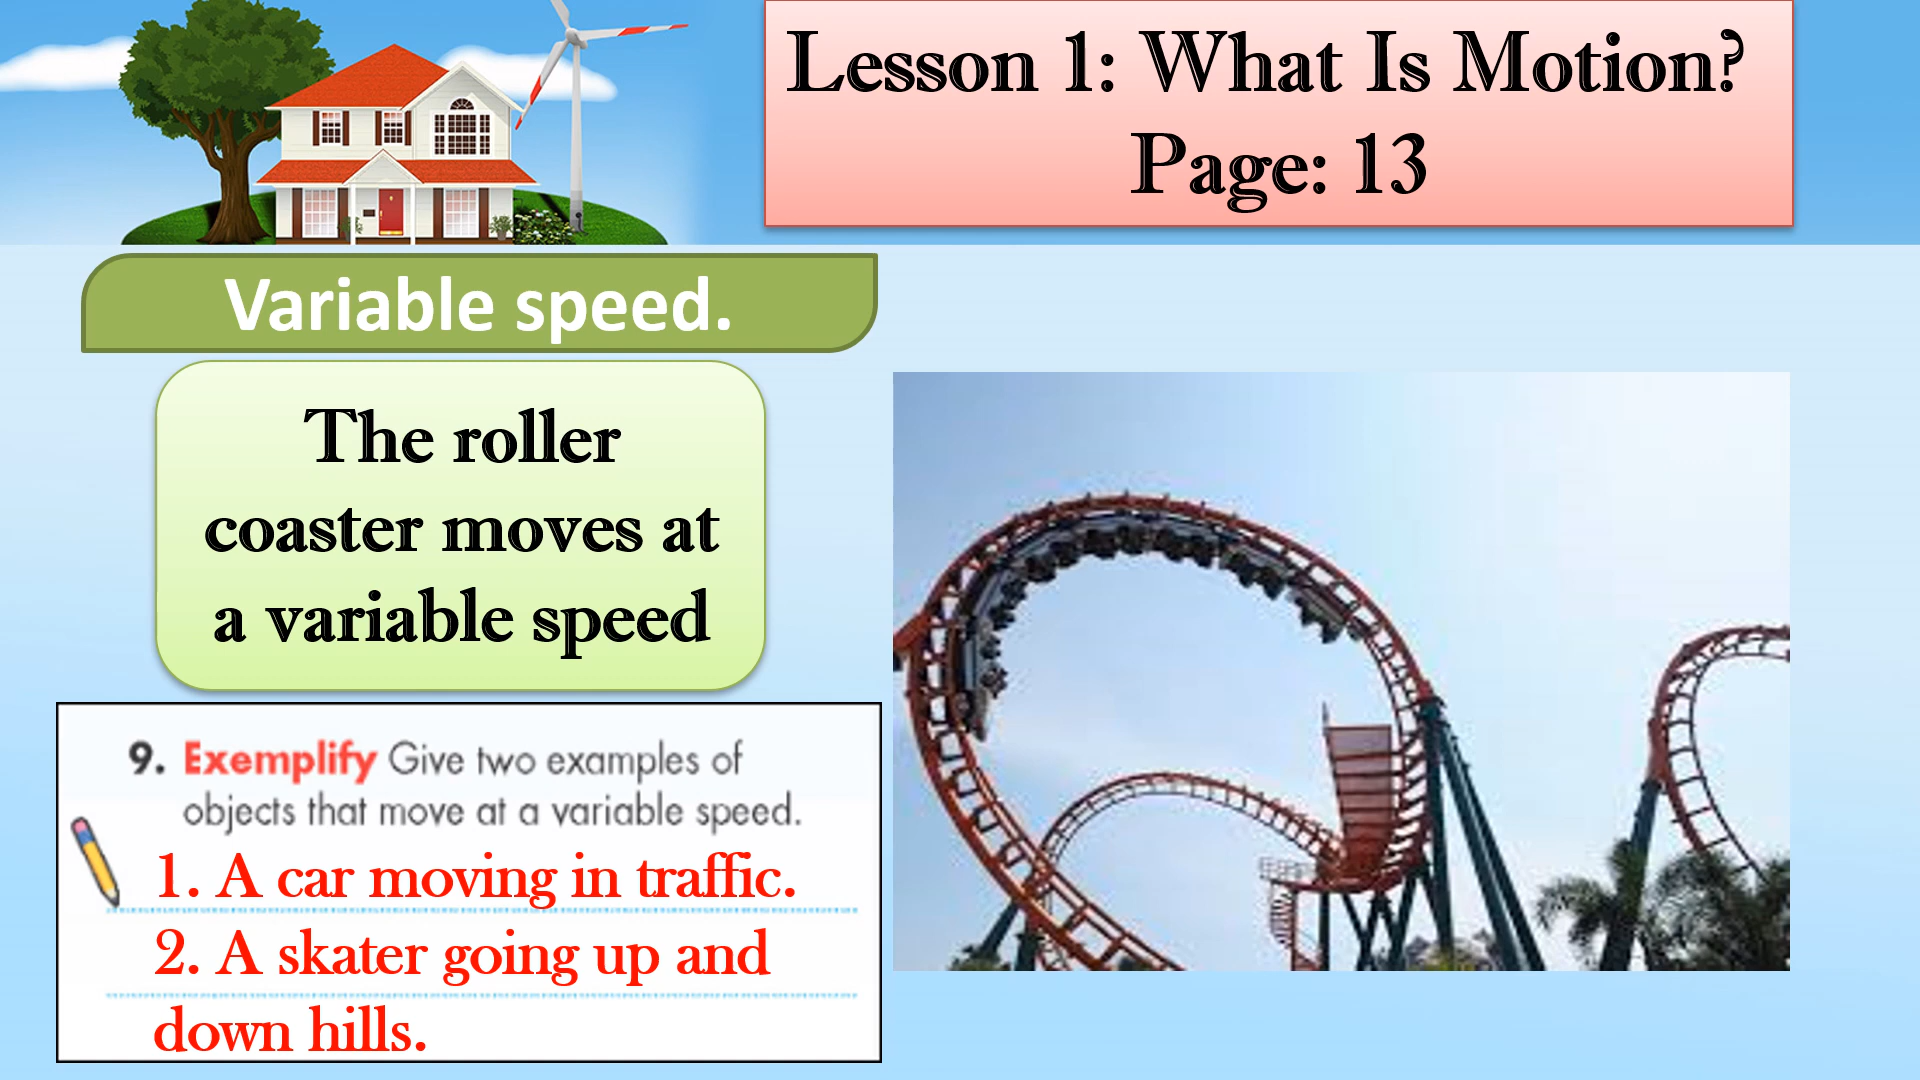 Lesson 1: What Is Motion?
Page: 13
Variable speed.
The roller
coaster moves at
a variable speed
9. Exemplify Give two examples of
objects that move at a variable speed.
1. A car moving in traffic.
2. A skater going up and
down hills.